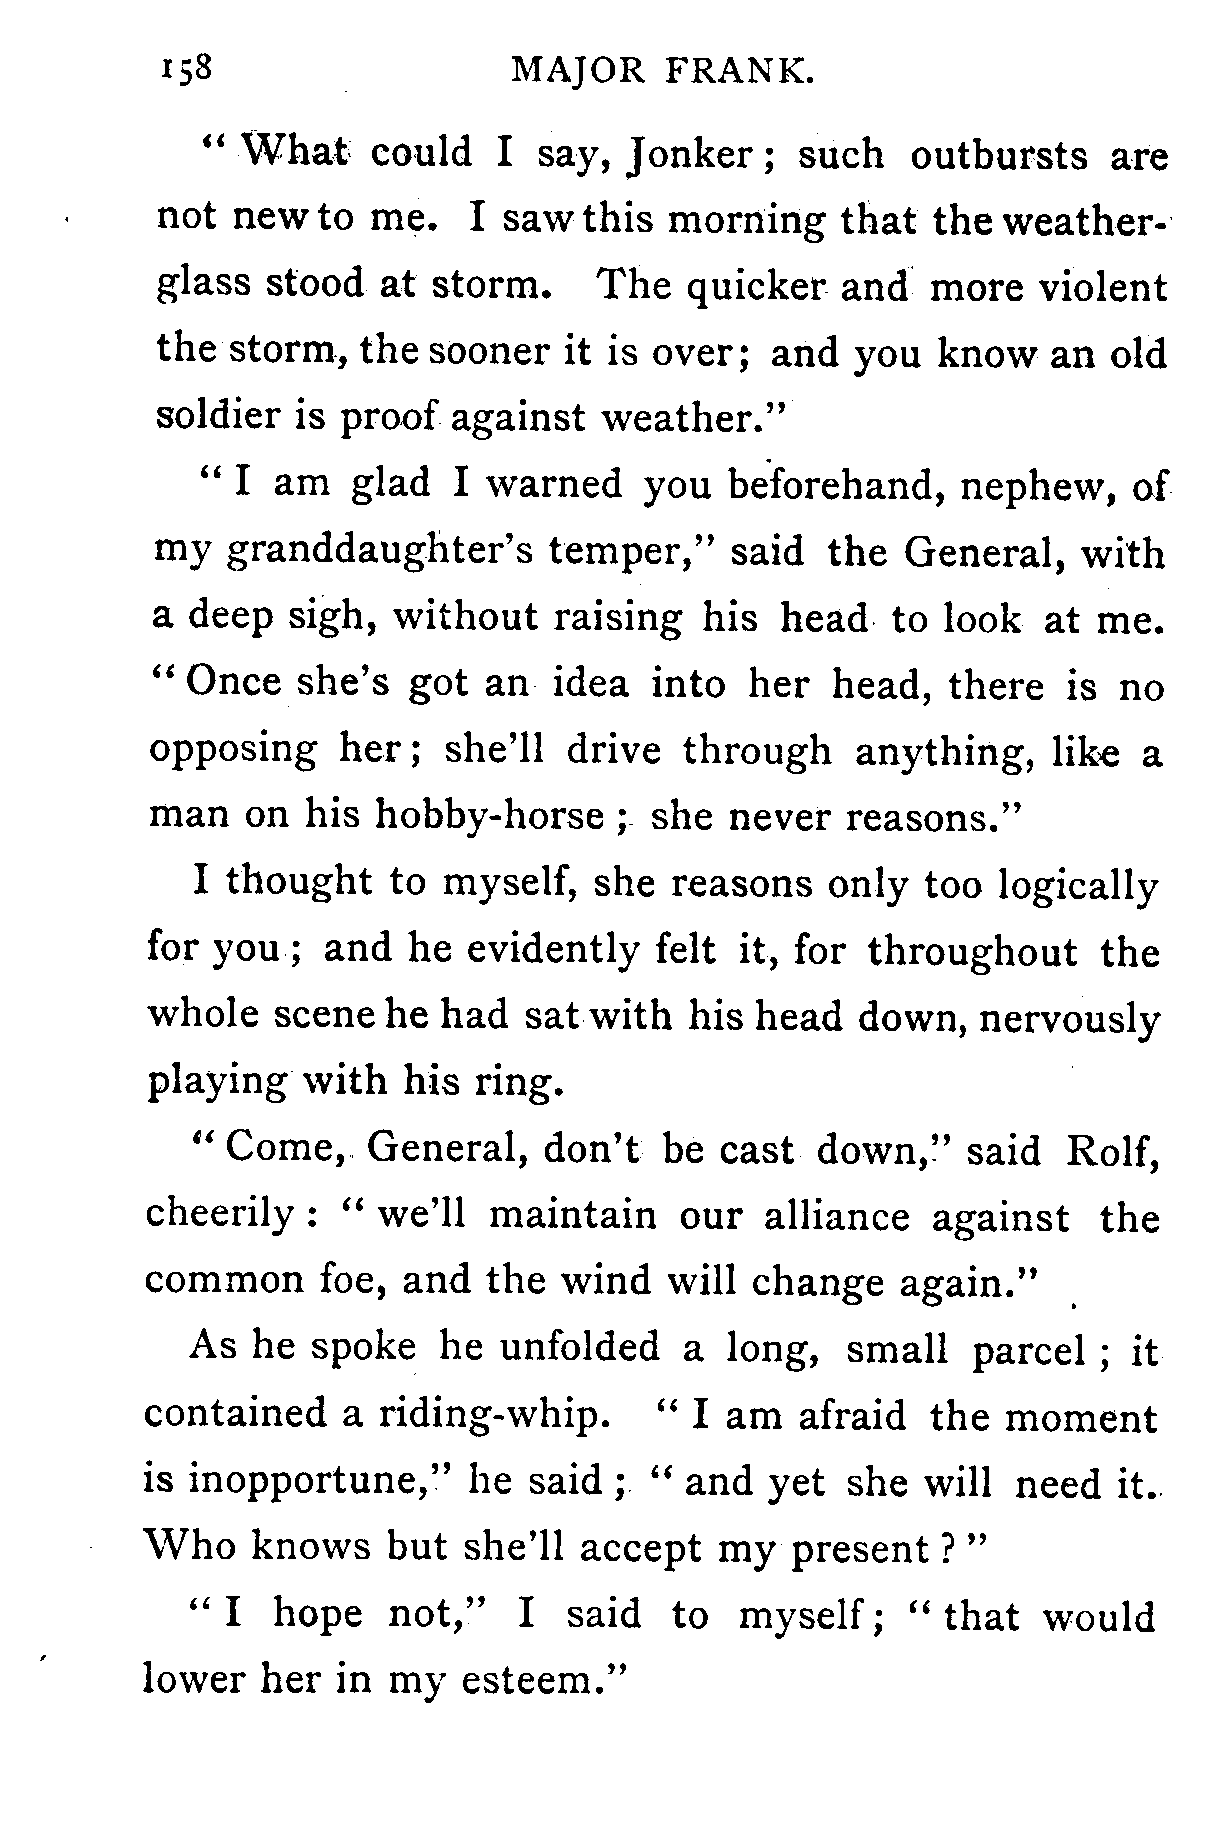 158 MAJOR FRANK.
“ What could I say, Jonker ; such outbursts are
not new to me. I saw this morning that the weather-
glass stood at storm. The quicker and more violent
the storm, the sooner it is over; and you know an old
soldier is proof against weather.”
“ I am glad I warned you beforehand, nephew, of
my granddaughter’s temper,” said the General, with
a deep sigh, without raising his head to look at me.
“ Once she’s got an idea into her head, there is no
opposing her ; she’ll drive through anything, like a
man on his hobby-horse ; she never reasons.”
I thought to myself, she reasons only too logically
for you ; and he evidently felt it, for throughout the
whole scene he had sat with his head down, nervously
playing with his ring.
“ Come, General, don’t be cast down,” said Rolf,
cheerily : “ we’ll maintain our alliance against the
common foe, and the wind will change again.”
As he spoke he unfolded a long, small parcel ; it
contained a riding-whip. “ I am afraid the moment
is inopportune,” he said ; “ and yet she will need it.
Who knows but she’ll accept my present ? ”
“ I hope not,” I said to myself ; “ that would
lower her in my esteem.”